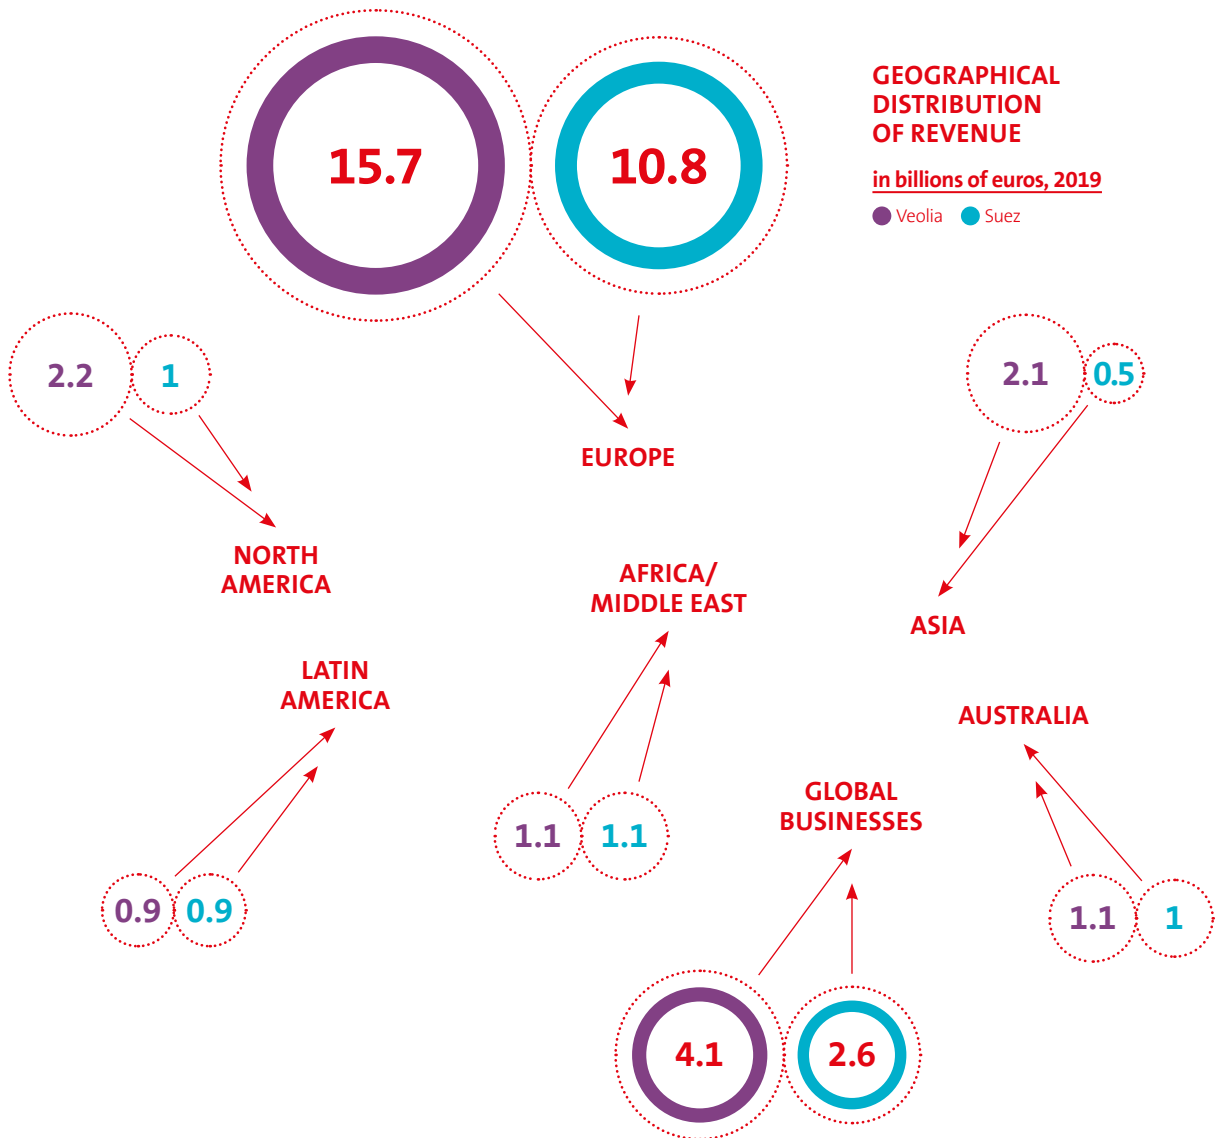 GEOGRAPHICAL
DISTRIBUTION
OF REVENUE
in billions of euros, 2019
Veolia Suez
15.7 10.8
EUROPE
2.2 1
NORTH
AMERICA
2.1 0.5
ASIA
AFRICA/
MIDDLE EAST
1.1 1.1
LATIN
AMERICA
0.9 0.9
AUSTRALIA
1.1 1
GLOBAL
BUSINESSES
4.1 2.6